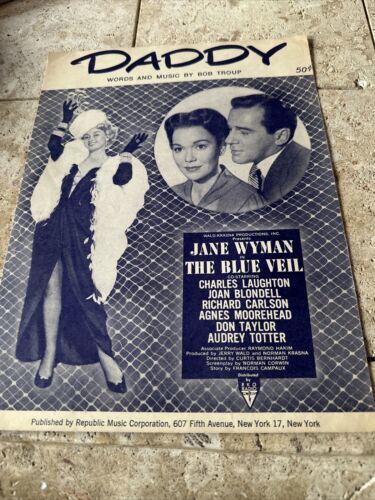 DADDY
50¢
WORDS AND MUSIC BY BOB TROUP
WALD-KRASNA PRODUCTIONS, INC.
Presents
JANE WYMAN
IN
THE BLUE VEIL
CO-STARRING
CHARLES LAUGHTON
JOAN BLONDELL
RICHARD CARLSON
AGNES MOOREHEAD
DON TAYLOR
AUDREY TOTTER
Associate Producer RAYMOND HAKIM
Produced by JERRY WALD and NORMAN KRASNA
Directed by CURTIS BERNHARDT
Screenplay by NORMAN CORWIN
Story by FRANCOIS CAMPAUX
Distributed
by
RKO
RADIO
Published by Republic Music Corporation, 607 Fifth Avenue, New York 17, New York